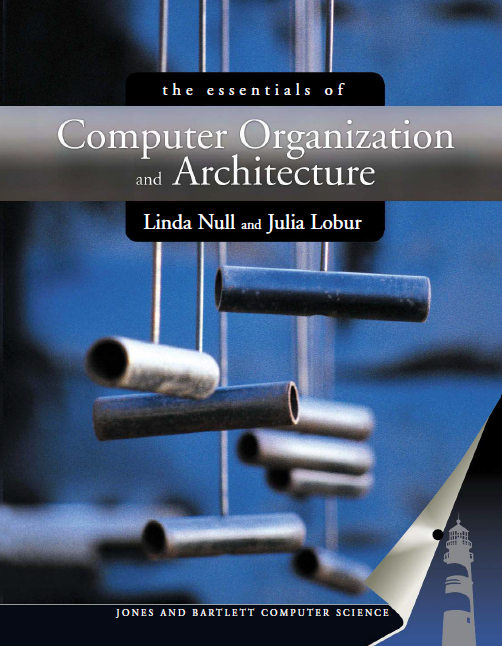 the essentials of
Computer Organization
and Architecture
Linda Null and Julia Lobur
JONES AND BARTLETT COMPUTER SCIENCE